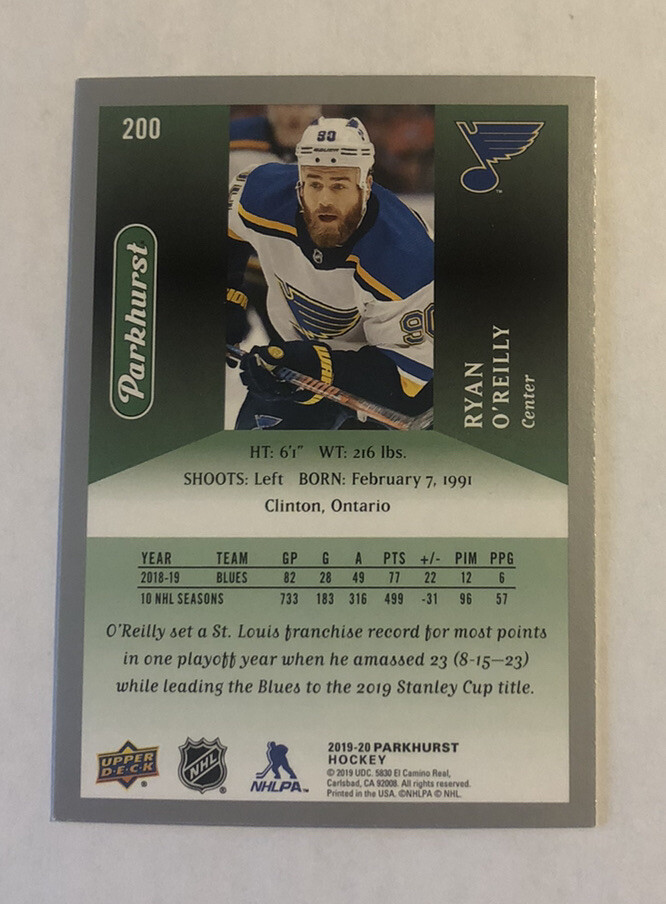 200
90
90
Parkhurst
RYAN
O'REILLY
Center
HT: 6'1" WT: 216 lbs.
SHOOTS: Left BORN: February 7, 1991
Clinton, Ontario
YEAR TEAM GP G A PTS +/- PIM PPG
2018-19 BLUES 82 28 49 77 22 12 6
10 NHL SEASONS 733 183 316 499 -31 96 57
O'Reilly set a St. Louis franchise record for most points
in one playoff year when he amassed 23 (8-15—23)
while leading the Blues to the 2019 Stanley Cup title.
UPPER
DECK
®
NHL
®
NHLPA™
2019-20 PARKHURST
HOCKEY
© 2019 UDC. 5830 El Camino Real,
Carlsbad, CA 92008. All rights reserved.
Printed in the USA. ©NHLPA © NHL.